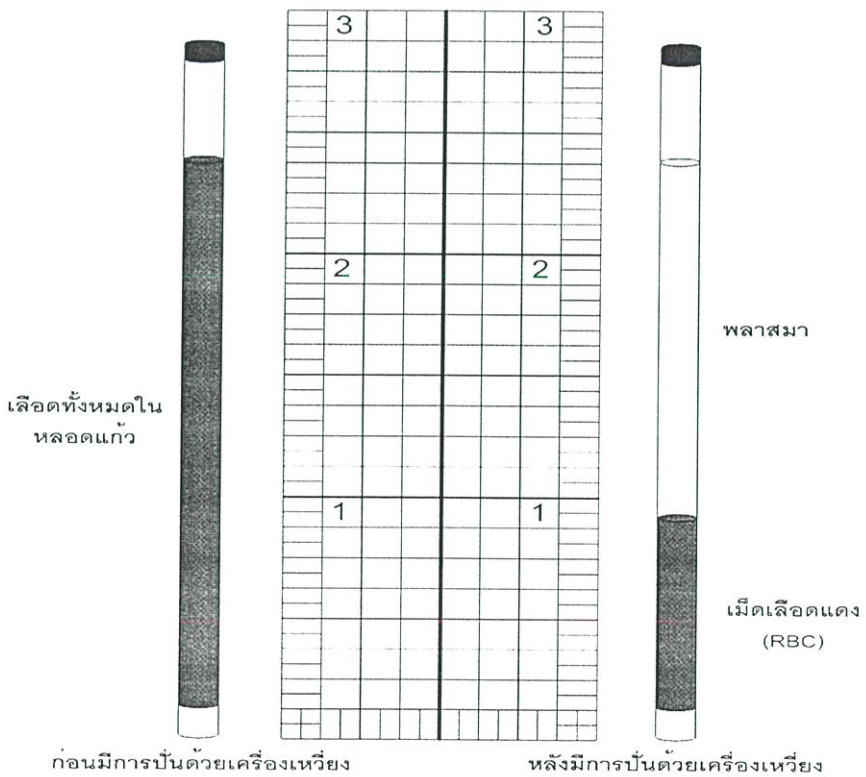 3 3
2 2
พลาสมา
เลือดทั้งหมดใน
หลอดแก้ว
1 1
เม็ดเลือดแดง
(RBC)
ก่อนมีการปั่นด้วยเครื่องเหวี่ยง
หลังมีการปั่นด้วยเครื่องเหวี่ยง